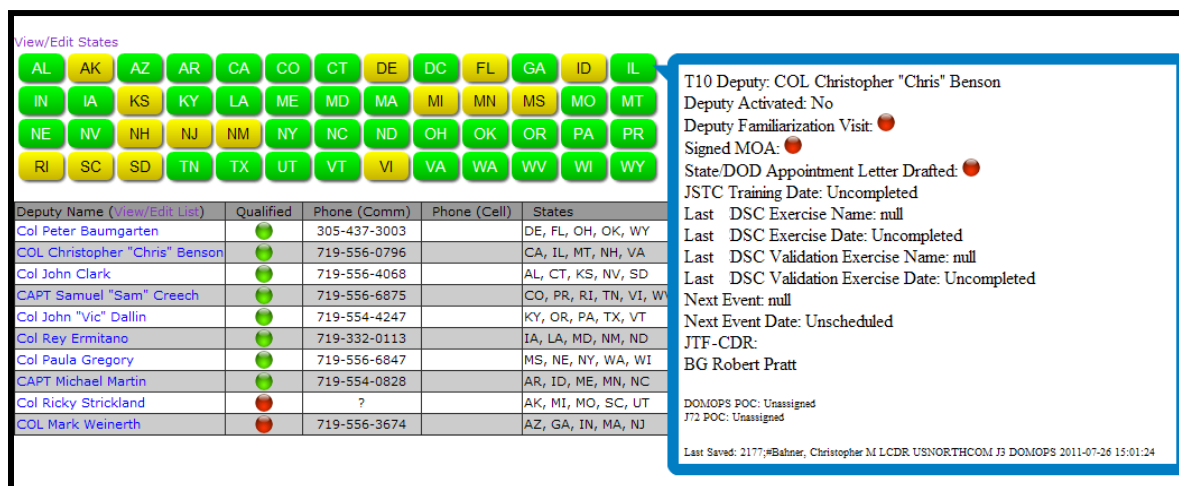 View/Edit States
AL AK AZ AR CA CO CT DE DC FL GA ID IL
IN IA KS KY LA ME MD MA MI MN MS MO MT
NE NV NH NJ NM NY NC ND OH OK OR PA PR
RI SC SD TN TX UT VT VI VA WA WV WI WY
Deputy Name (View/Edit List) Qualified Phone (Comm) Phone (Cell) States
Col Peter Baumgarten 305-437-3003 DE, FL, OH, OK, WY
COL Christopher "Chris" Benson 719-556-0796 CA, IL, MT, NH, VA
Col John Clark 719-556-4068 AL, CT, KS, NV, SD
CAPT Samuel "Sam" Creech 719-556-6875 CO, PR, RI, TN, VI, WV
Col John "Vic" Dallin 719-554-4247 KY, OR, PA, TX, VT
Col Rey Ermitano 719-332-0113 IA, LA, MD, NM, ND
Col Paula Gregory 719-556-6847 MS, NE, NY, WA, WI
CAPT Michael Martin 719-554-0828 AR, ID, ME, MN, NC
Col Ricky Strickland ? AK, MI, MO, SC, UT
COL Mark Weinerth 719-556-3674 AZ, GA, IN, MA, NJ
T10 Deputy: COL Christopher "Chris" Benson
Deputy Activated: No
Deputy Familiarization Visit:
Signed MOA:
State/DOD Appointment Letter Drafted:
JSTC Training Date: Uncompleted
Last DSC Exercise Name: null
Last DSC Exercise Date: Uncompleted
Last DSC Validation Exercise Name: null
Last DSC Validation Exercise Date: Uncompleted
Next Event: null
Next Event Date: Unscheduled
JTF-CDR:
BG Robert Pratt
DOMOPS POC: Unassigned
J72 POC: Unassigned
Last Saved: 2177;#Bahner, Christopher M LCDR USNORTHCOM J3 DOMOPS 2011-07-26 15:01:24